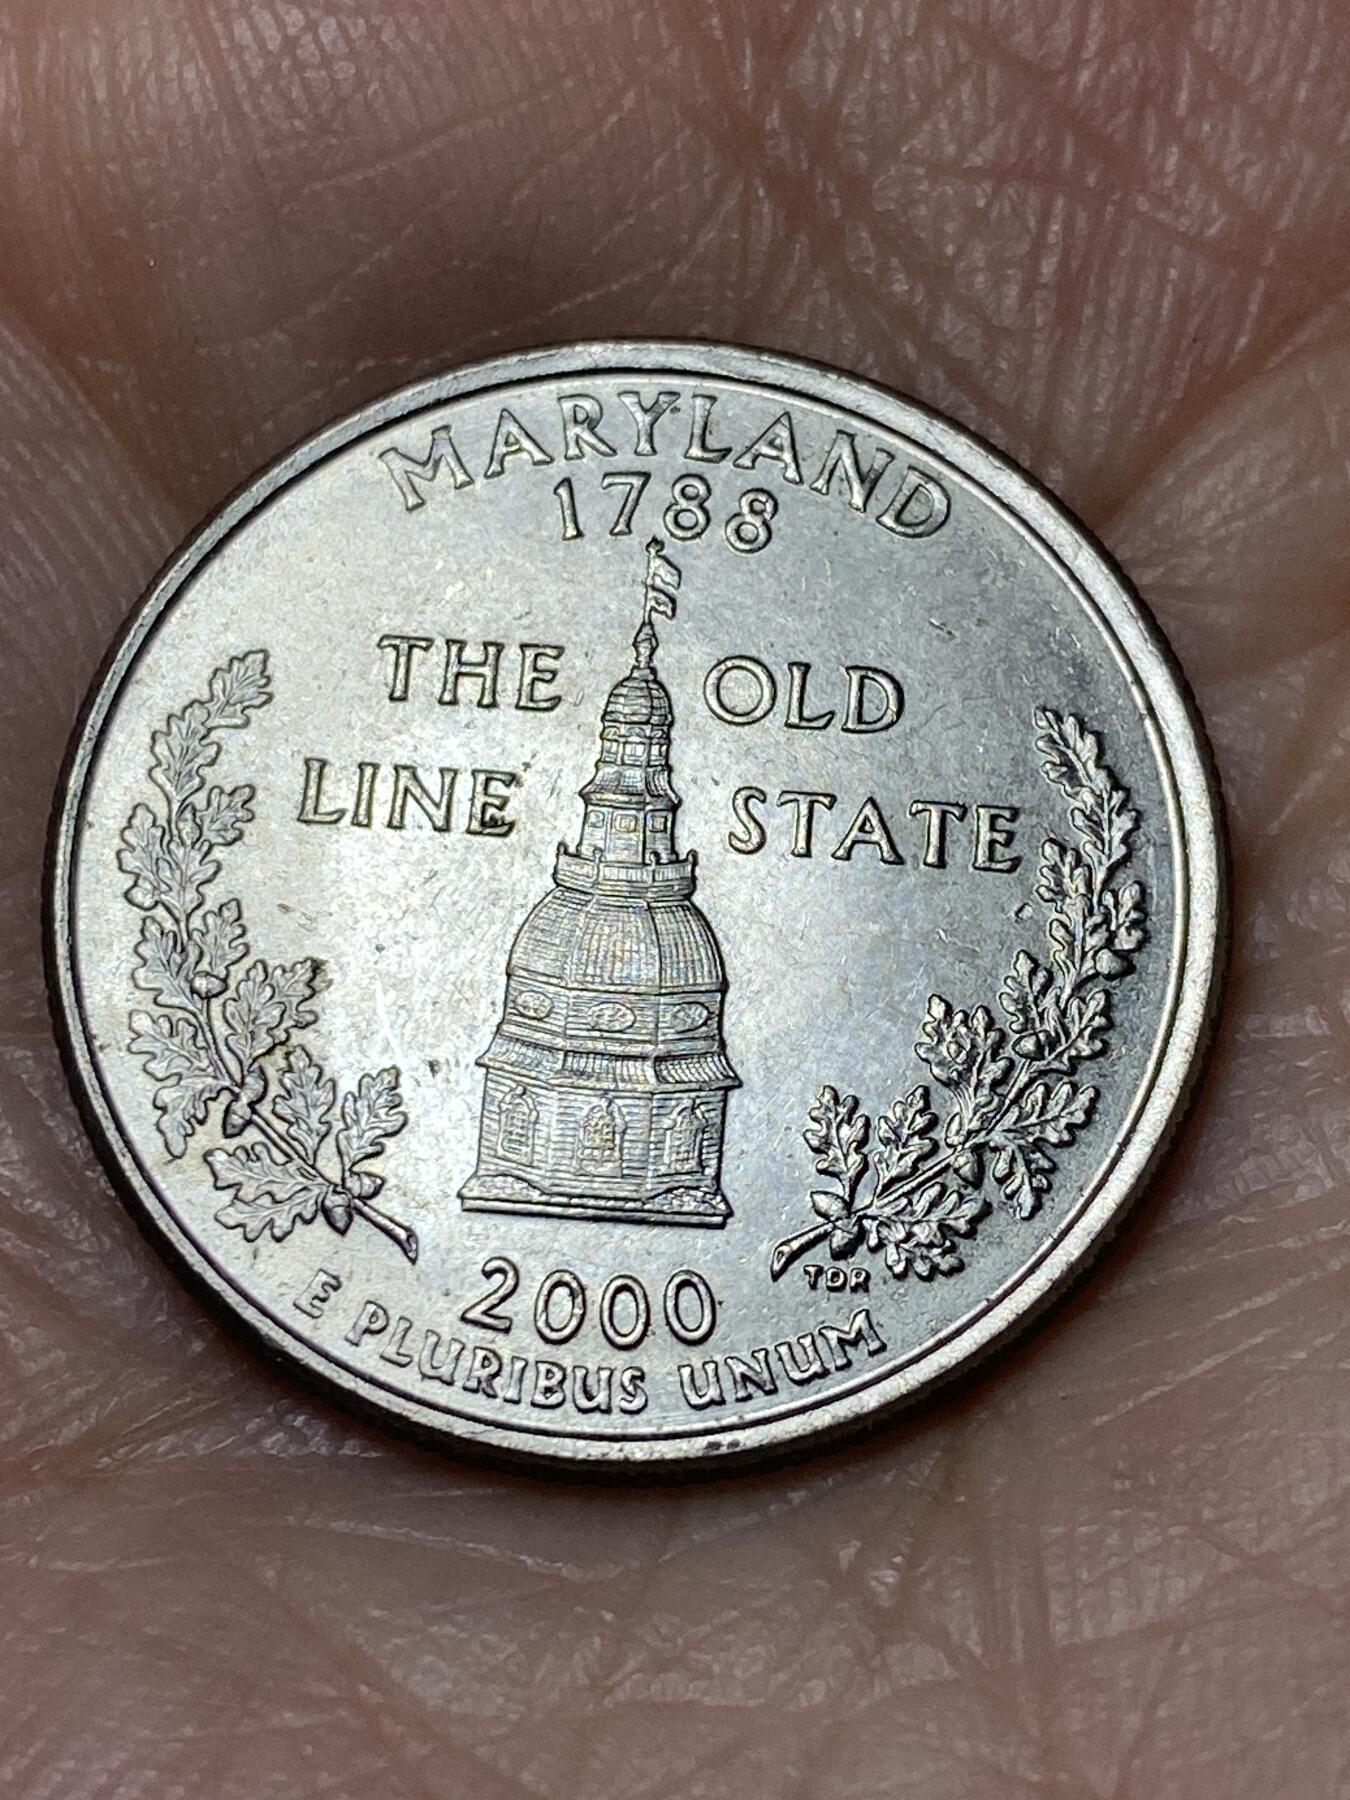 MARYLAND
1788
THE OLD
LINE STATE
2000
TDR
E PLURIBUS UNUM